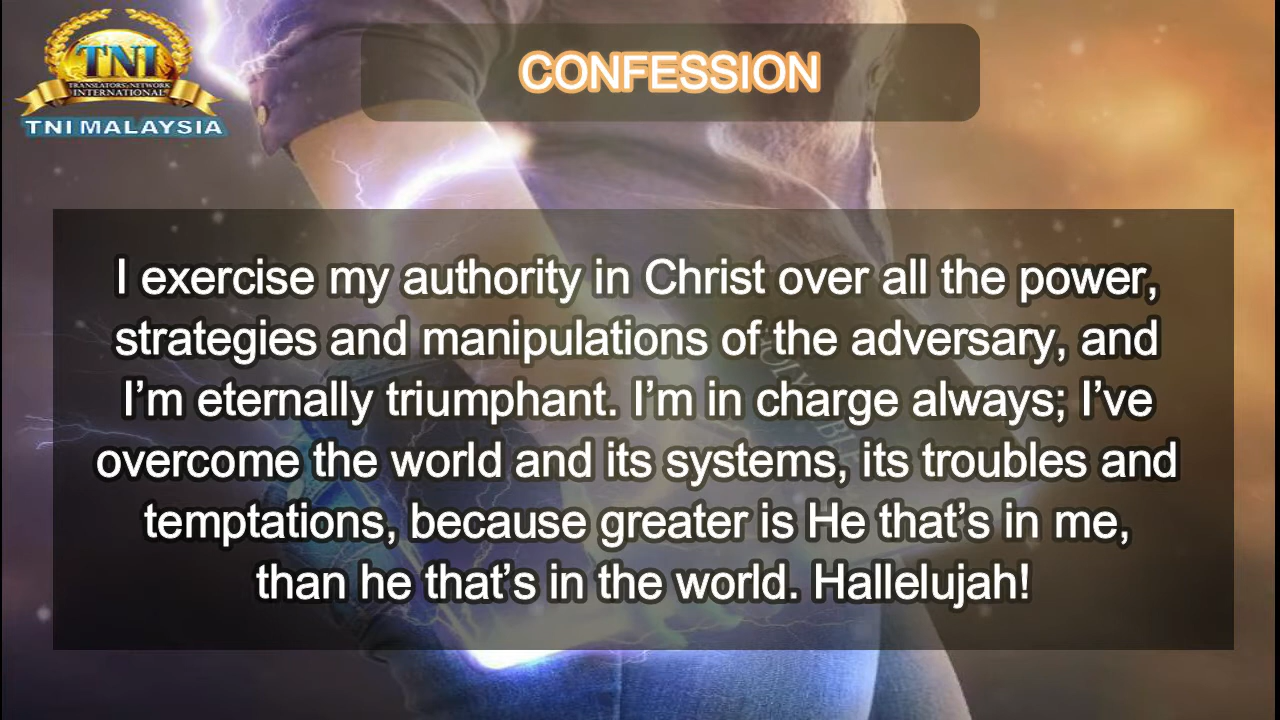 TNI
TRANSLATORS NETWORK
INTERNATIONAL
TNI MALAYSIA
CONFESSION
I exercise my authority in Christ over all the power,
strategies and manipulations of the adversary, and
I’m eternally triumphant. I’m in charge always; I’ve
overcome the world and its systems, its troubles and
temptations, because greater is He that’s in me,
than he that’s in the world. Hallelujah!
HOLY